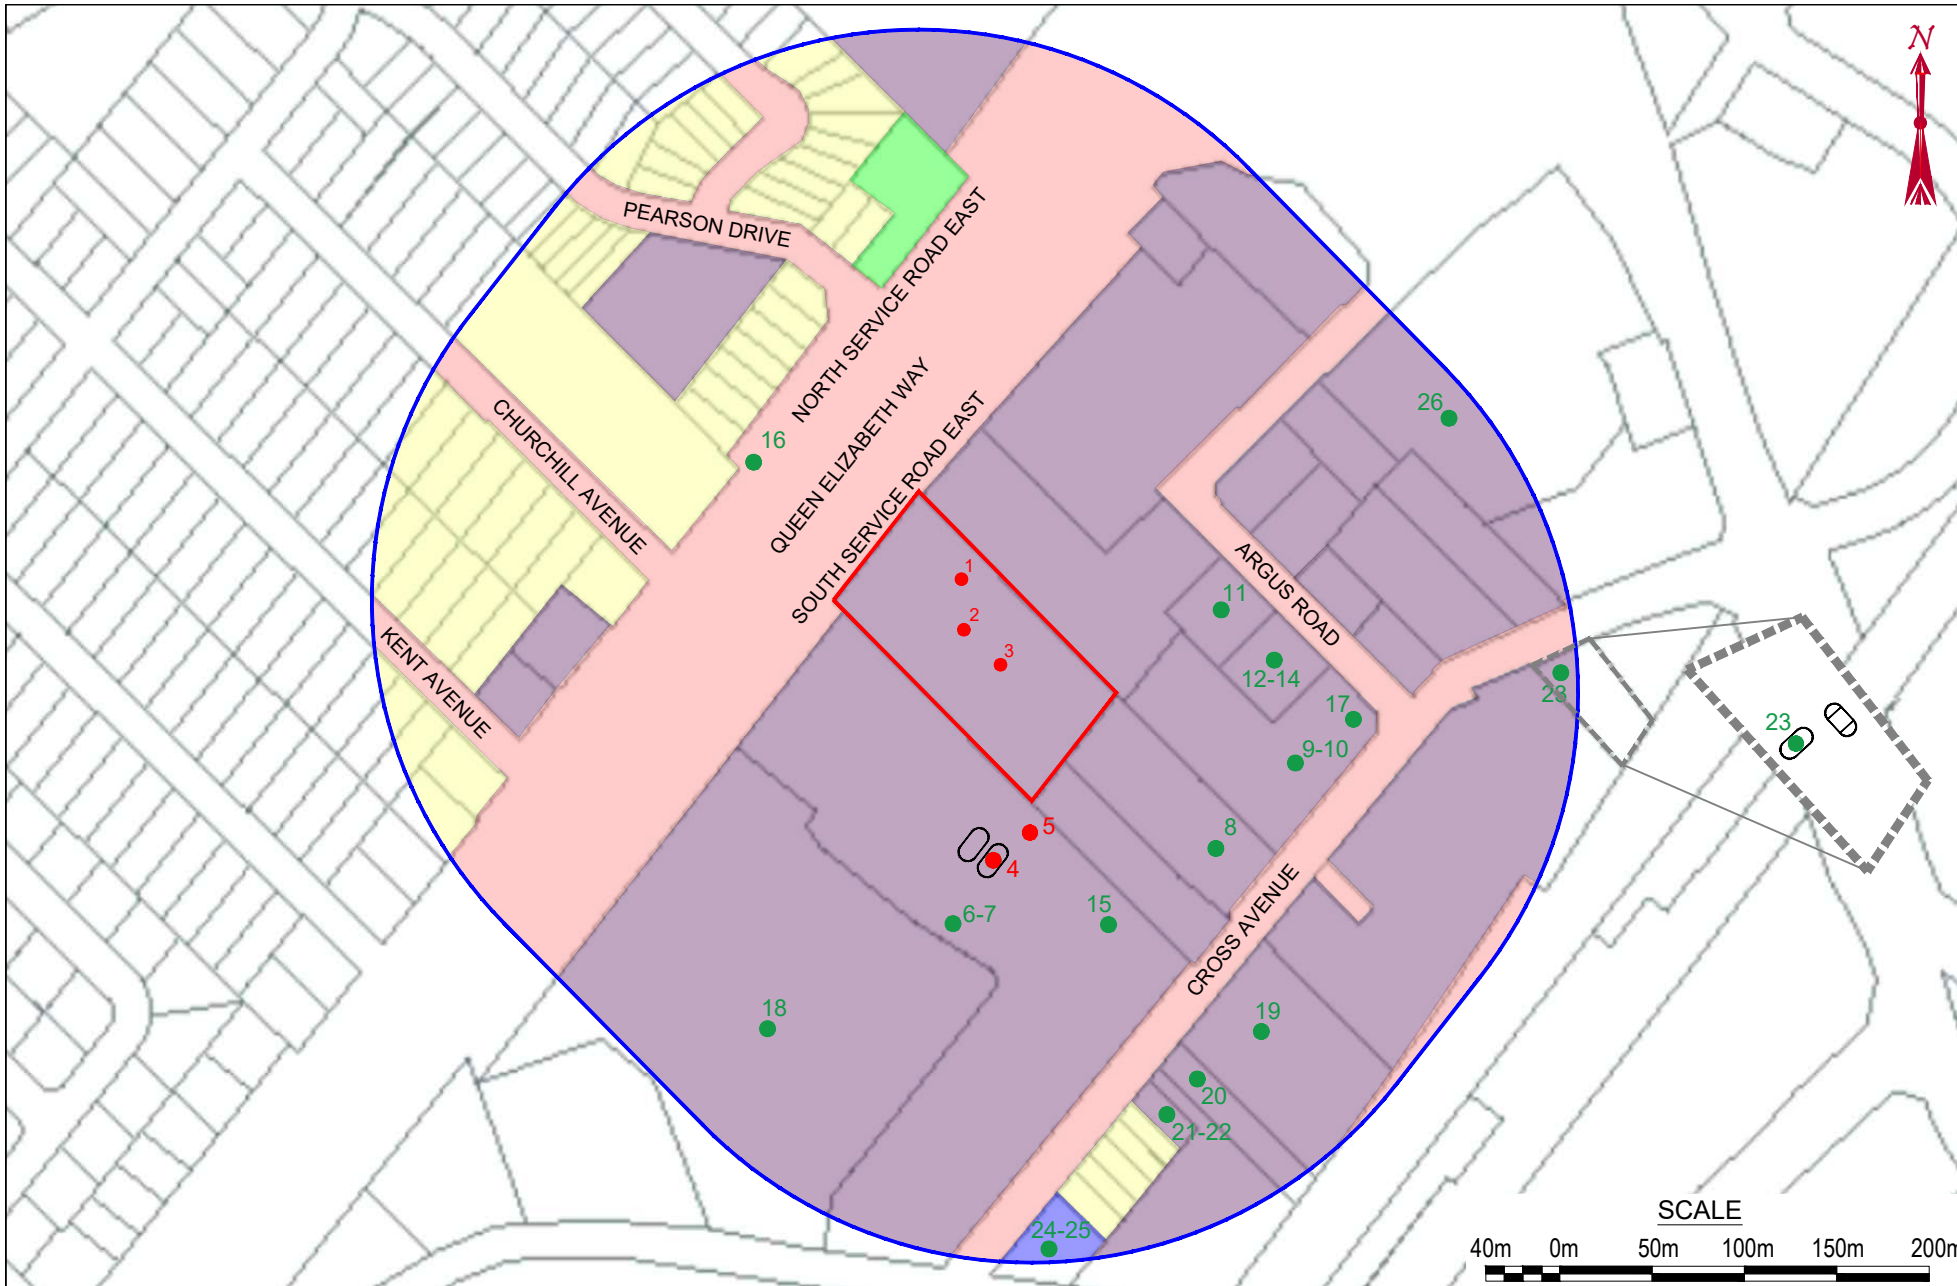 N
PEARSON DRIVE
NORTH SERVICE ROAD EAST
QUEEN ELIZABETH WAY
SOUTH SERVICE ROAD EAST
CHURCHILL AVENUE
KENT AVENUE
ARGUS ROAD
CROSS AVENUE
26
16
1
2
3
11
12-14
17
9-10
23
23
5
4
8
6-7
15
18
19
20
21-22
24-25
SCALE
40m 0m 50m 100m 150m 200m